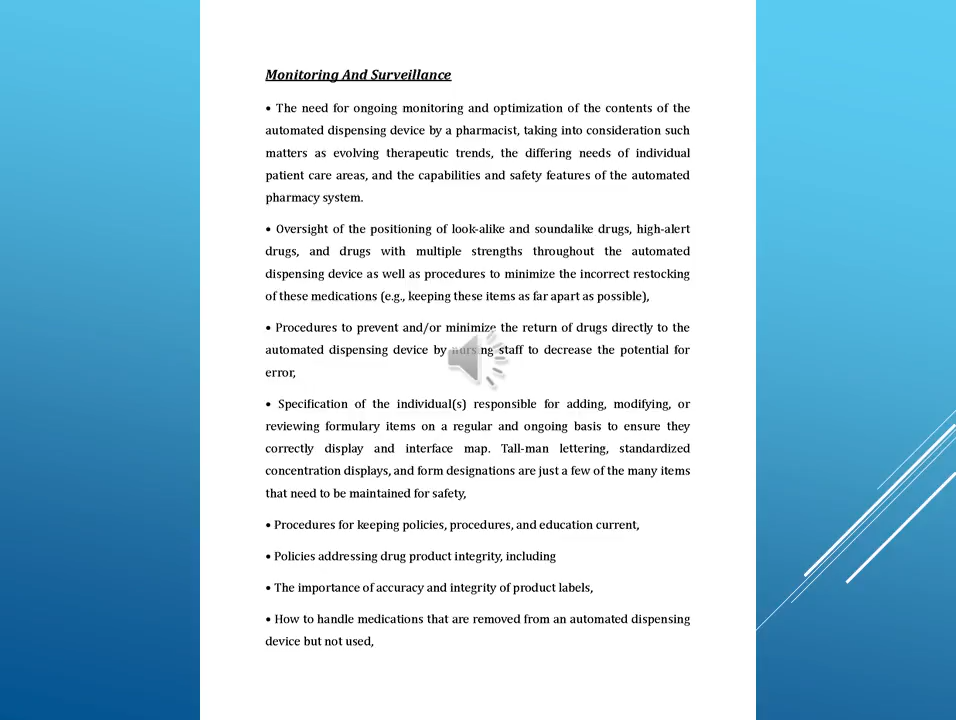 Monitoring And Surveillance
• The need for ongoing monitoring and optimization of the contents of the
automated dispensing device by a pharmacist, taking into consideration such
matters as evolving therapeutic trends, the differing needs of individual
patient care areas, and the capabilities and safety features of the automated
pharmacy system.
• Oversight of the positioning of look-alike and soundalike drugs, high-alert
drugs, and drugs with multiple strengths throughout the automated
dispensing device as well as procedures to minimize the incorrect restocking
of these medications (e.g., keeping these items as far apart as possible),
• Procedures to prevent and/or minimize the return of drugs directly to the
automated dispensing device by nursing staff to decrease the potential for
error,
• Specification of the individual(s) responsible for adding, modifying, or
reviewing formulary items on a regular and ongoing basis to ensure they
correctly display and interface map. Tall-man lettering, standardized
concentration displays, and form designations are just a few of the many items
that need to be maintained for safety,
• Procedures for keeping policies, procedures, and education current,
• Policies addressing drug product integrity, including
• The importance of accuracy and integrity of product labels,
• How to handle medications that are removed from an automated dispensing
device but not used,